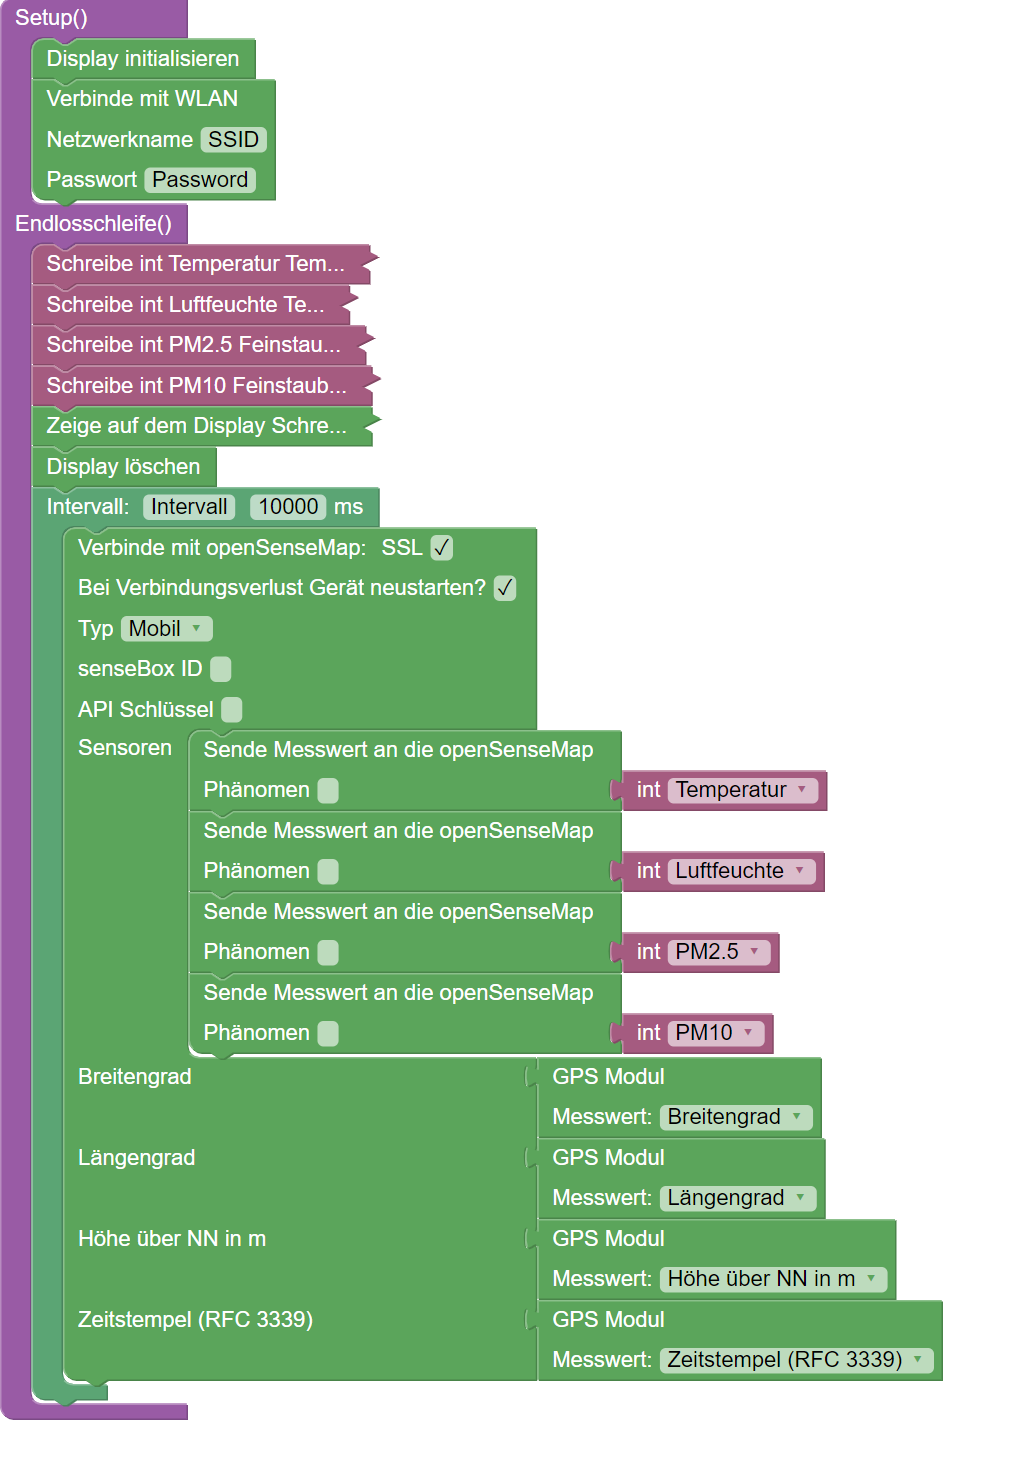 Setup()
Display initialisieren
Verbinde mit WLAN
Netzwerkname SSID
Passwort Password
Endlosschleife()
Schreibe int Temperatur Tem...
Schreibe int Luftfeuchte Te...
Schreibe int PM2.5 Feinstau...
Schreibe int PM10 Feinstaub...
Zeige auf dem Display Schre...
Display löschen
Intervall: Intervall 10000 ms
Verbinde mit openSenseMap: SSL ✓
Bei Verbindungsverlust Gerät neustarten? ✓
Typ Mobil
senseBox ID
API Schlüssel
Sensoren Sende Messwert an die openSenseMap
Phänomen int Temperatur
Sende Messwert an die openSenseMap
Phänomen int Luftfeuchte
Sende Messwert an die openSenseMap
Phänomen int PM2.5
Sende Messwert an die openSenseMap
Phänomen int PM10
Breitengrad GPS Modul
Messwert: Breitengrad
Längengrad GPS Modul
Messwert: Längengrad
Höhe über NN in m GPS Modul
Messwert: Höhe über NN in m
Zeitstempel (RFC 3339) GPS Modul
Messwert: Zeitstempel (RFC 3339)